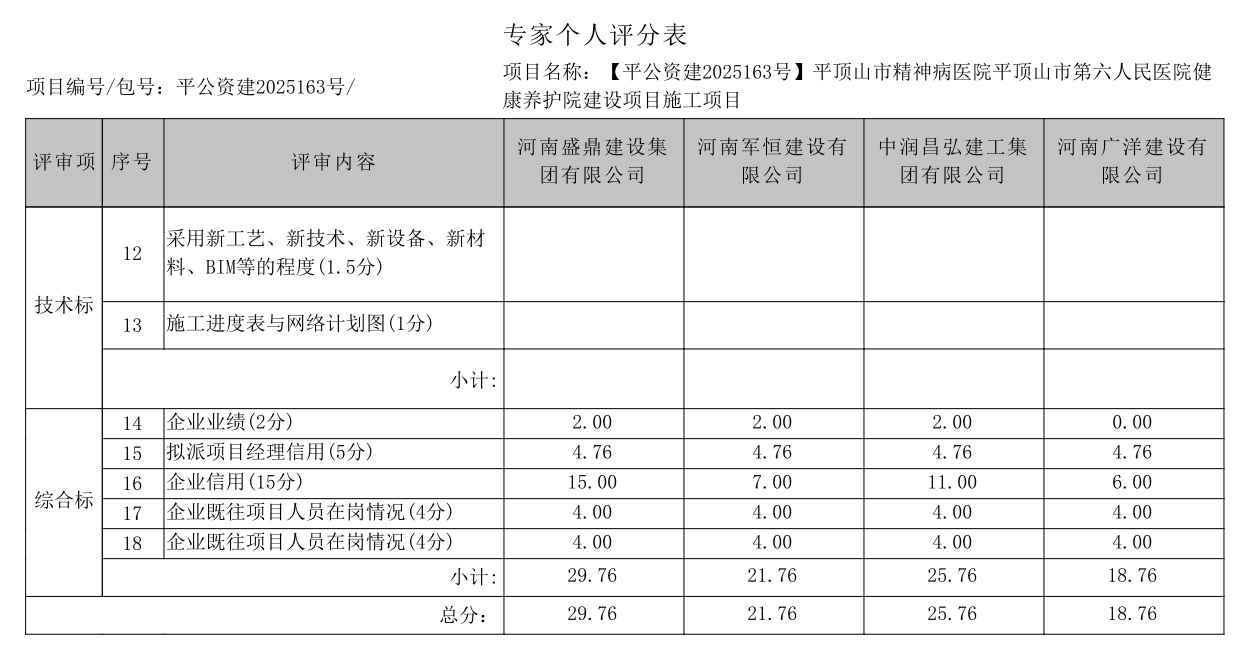 专家个人评分表
项目编号/包号：平公资建2025163号/
项目名称：【平公资建2025163号】平顶山市精神病医院平顶山市第六人民医院健
康养护院建设项目施工项目
评审项 序号 评审内容 河南盛鼎建设集团有限公司 河南军恒建设有限公司 中润昌弘建工集团有限公司 河南广洋建设有限公司
技术标
12 采用新工艺、新技术、新设备、新材
料、BIM等的程度(1.5分)
13 施工进度表与网络计划图(1分)
小计:
综合标
14 企业业绩(2分) 2.00 2.00 2.00 0.00
15 拟派项目经理信用(5分) 4.76 4.76 4.76 4.76
16 企业信用(15分) 15.00 7.00 11.00 6.00
17 企业既往项目人员在岗情况(4分) 4.00 4.00 4.00 4.00
18 企业既往项目人员在岗情况(4分) 4.00 4.00 4.00 4.00
小计: 29.76 21.76 25.76 18.76
总分： 29.76 21.76 25.76 18.76